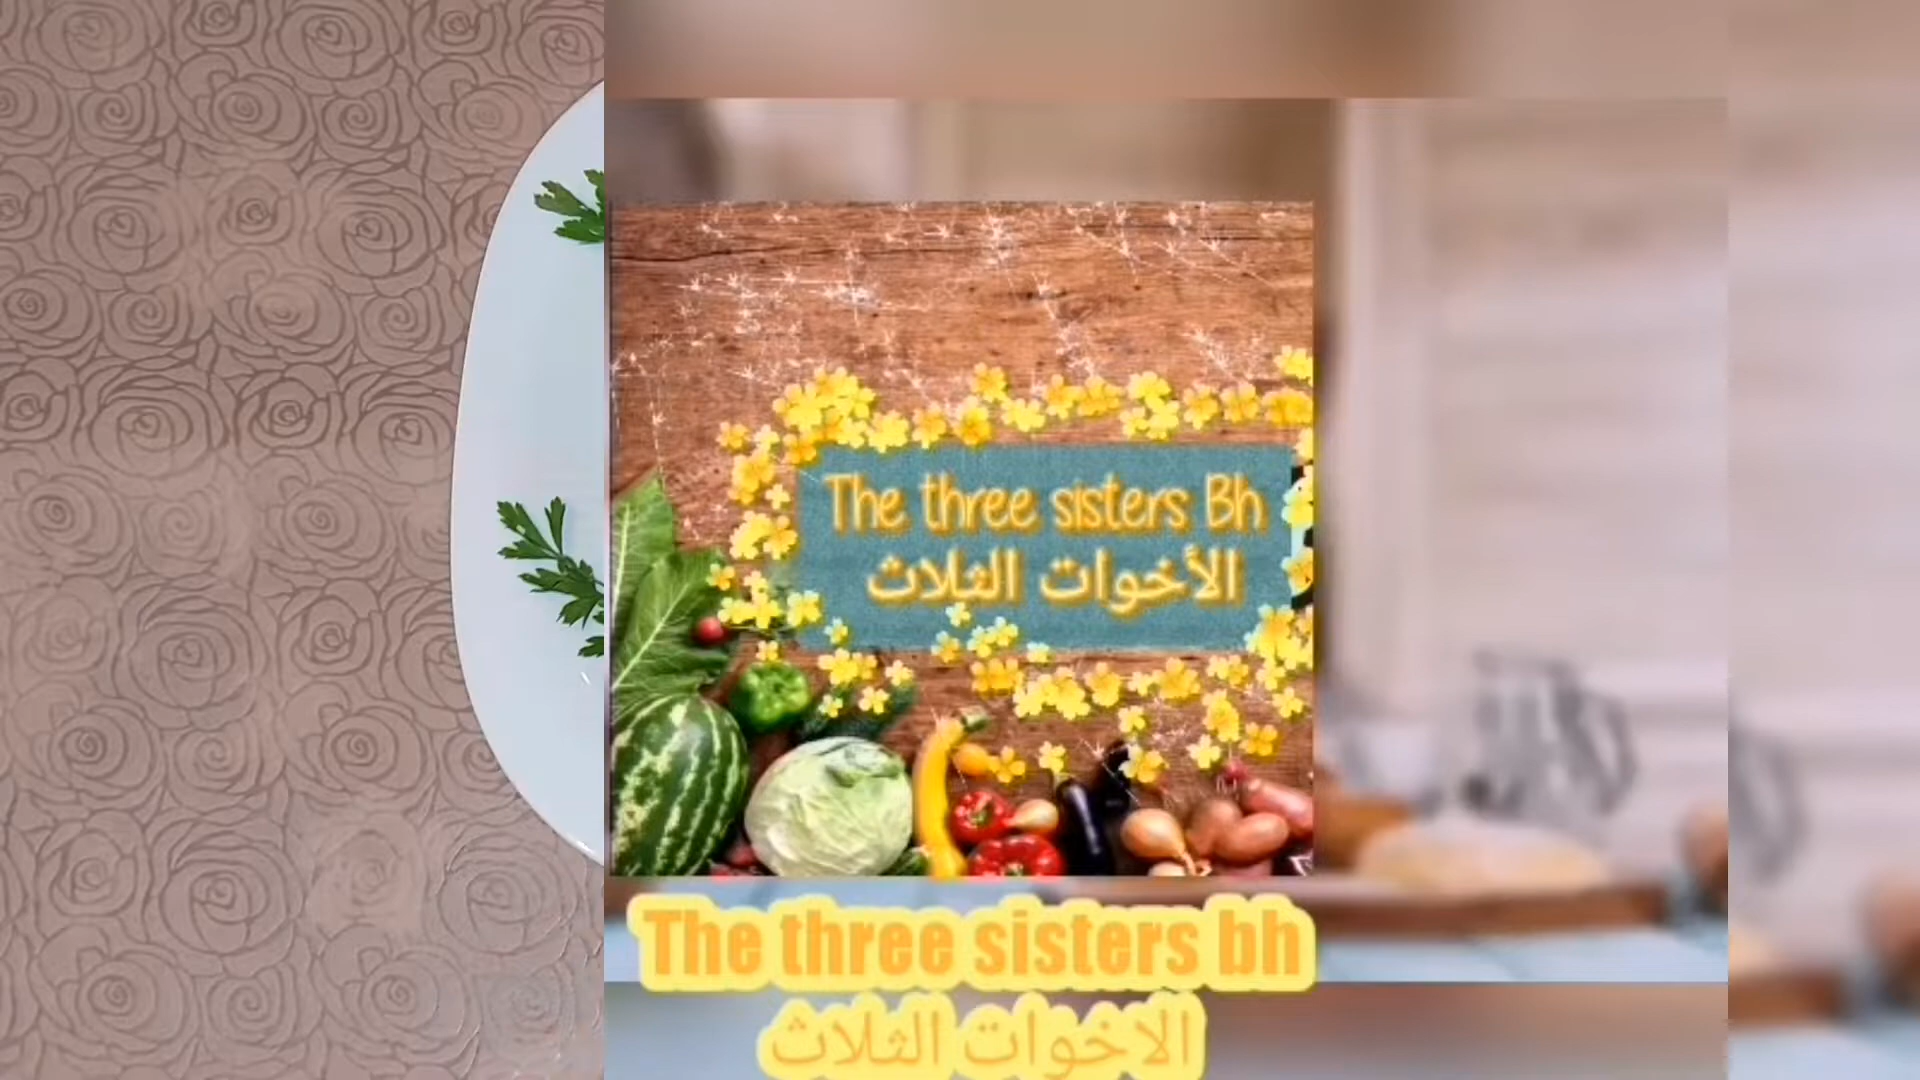 The three sisters Bh
الأخوات الثلاث
The three sisters bh
الاخوات الثلاث